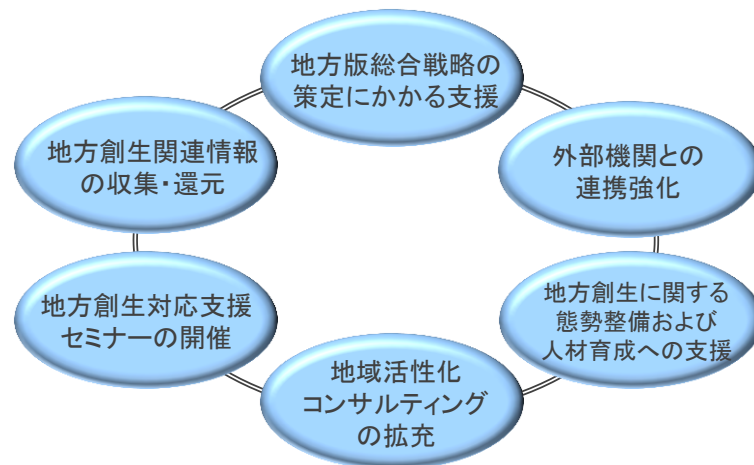 地方版総合戦略の
策定にかかる支援
地方創生関連情報
の収集・還元
外部機関との
連携強化
地方創生対応支援
セミナーの開催
地方創生に関する
態勢整備および
人材育成への支援
地域活性化
コンサルティング
の拡充